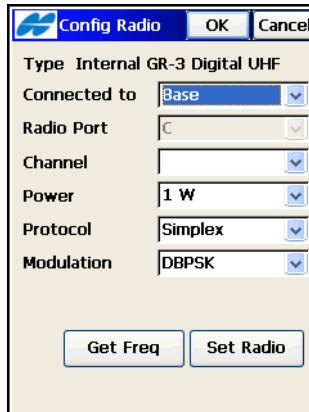 Config Radio OK Cancel
Type Internal GR-3 Digital UHF
Connected to Base
Radio Port C
Channel
Power 1 W
Protocol Simplex
Modulation DBPSK
Get Freq Set Radio